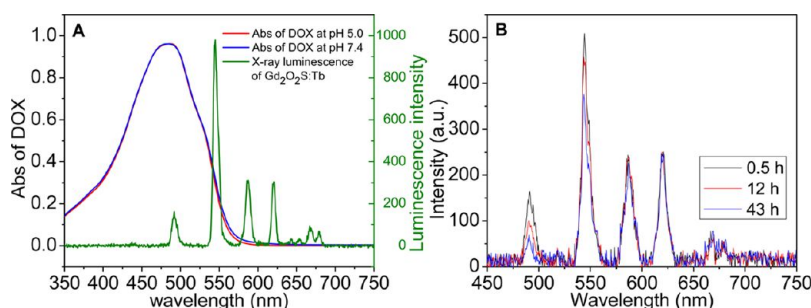 A
Abs of DOX at pH 5.0
Abs of DOX at pH 7.4
X-ray luminescence
of Gd2O2S:Tb
Abs of DOX
1.0
0.8
0.6
0.4
0.2
0.0
350 400 450 500 550 600 650 700 750
wavelength (nm)
1000
800
600
400
200
0
Luminescence intensity
B
Intensity (a.u.)
500
400
300
200
100
0
450 500 550 600 650 700 750
Wavelength (nm)
0.5 h
12 h
43 h